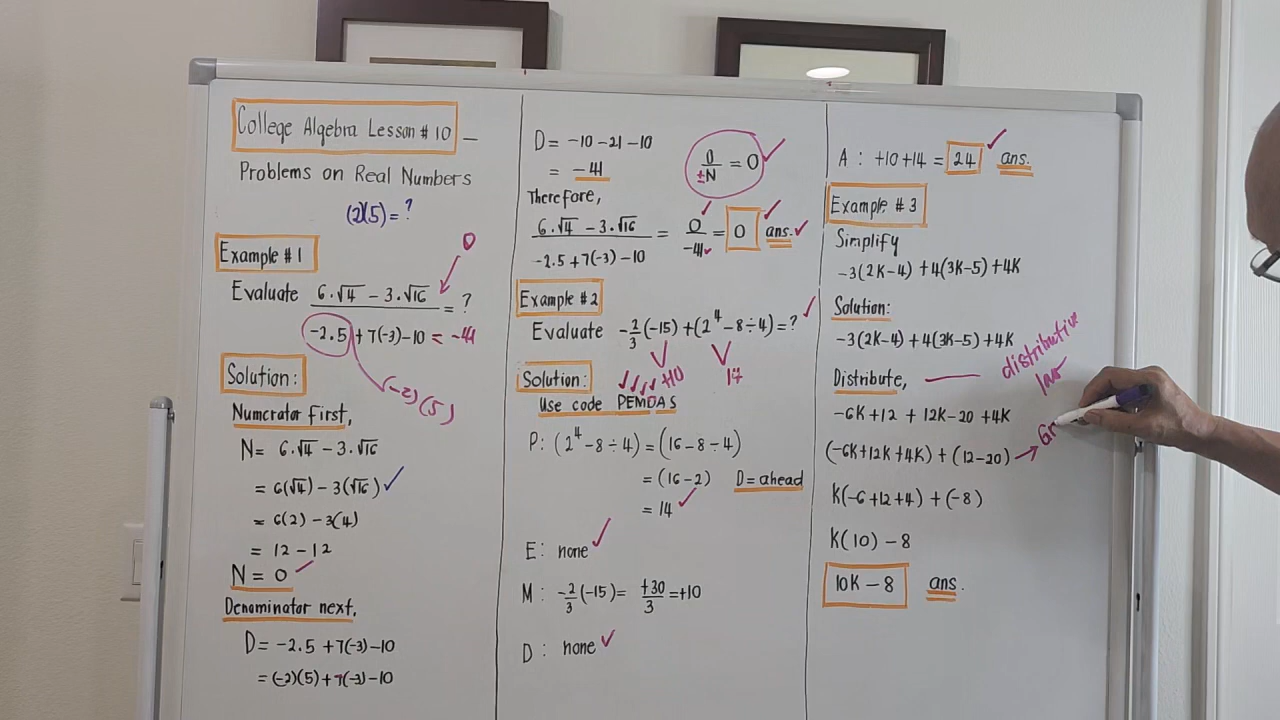 College Algebra Lesson # 10 –
Problems on Real Numbers
(2)(5) = ?
Example # 1
0
Evaluate 6·√4 − 3·√16 = ?
−2·5 + 7(−3) − 10 = −41
(−2)(5)
Solution:
Numerator first,
N = 6·√4 − 3·√16
= 6(√4) − 3(√16) ✓
= 6(2) − 3(4)
= 12 − 12
N = 0
Denominator next,
D = −2·5 + 7(−3) − 10
= (−2)(5) + 7(−3) − 10
D = −10 − 21 − 10
= −41
0/±N = 0 ✓
Therefore,
6·√4 − 3·√16 = 0 = 0 ans. ✓
−2·5 + 7(−3) − 10 −41
Example # 2
Evaluate −2/3(−15) + (2⁴ − 8 ÷ 4) = ? ✓
+10 14
Solution:
Use code PEMDAS
P: (2⁴ − 8 ÷ 4) = (16 − 8 ÷ 4)
= (16 − 2) D = ahead
= 14 ✓
E: none ✓
M: −2/3(−15) = +30/3 = +10
D: none ✓
A: +10 + 14 = 24 ✓ ans.
Example # 3
Simplify
−3(2K−4) + 4(3K−5) + 4K
Solution:
−3(2K−4) + 4(3K−5) + 4K
Distribute, — distributive law
−6K + 12 + 12K − 20 + 4K
(−6K + 12K + 4K) + (12 − 20) → Gr
K(−6 + 12 + 4) + (−8)
K(10) − 8
10K − 8 ans.